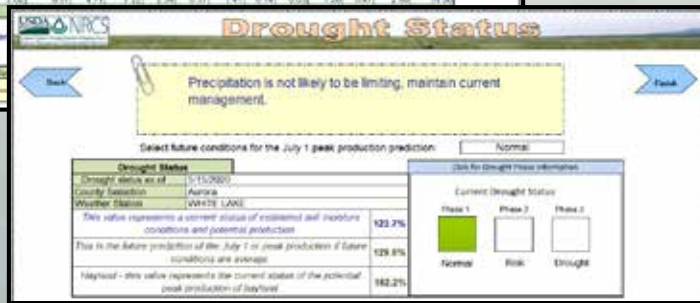 USDA NRCS
Drought Status
Back
Finish
Precipitation is not likely to be limiting, maintain current
management.
Select future conditions for the July 1 peak production prediction:
Normal
Drought Status
Drought status as of 5/15/2020
County Selection Aurora
Weather Station WHITE LAKE
This value represents a current status of estimated soil moisture
conditions and potential production
123.7%
This is the future prediction of the July 1 or peak production if future
conditions are average.
129.0%
Hayland - this value represents the current status of the potential
peak production of hayland
162.2%
Click for Drought Phase Information
Current Drought Status
Phase 1 Phase 2 Phase 3
Normal Risk Drought